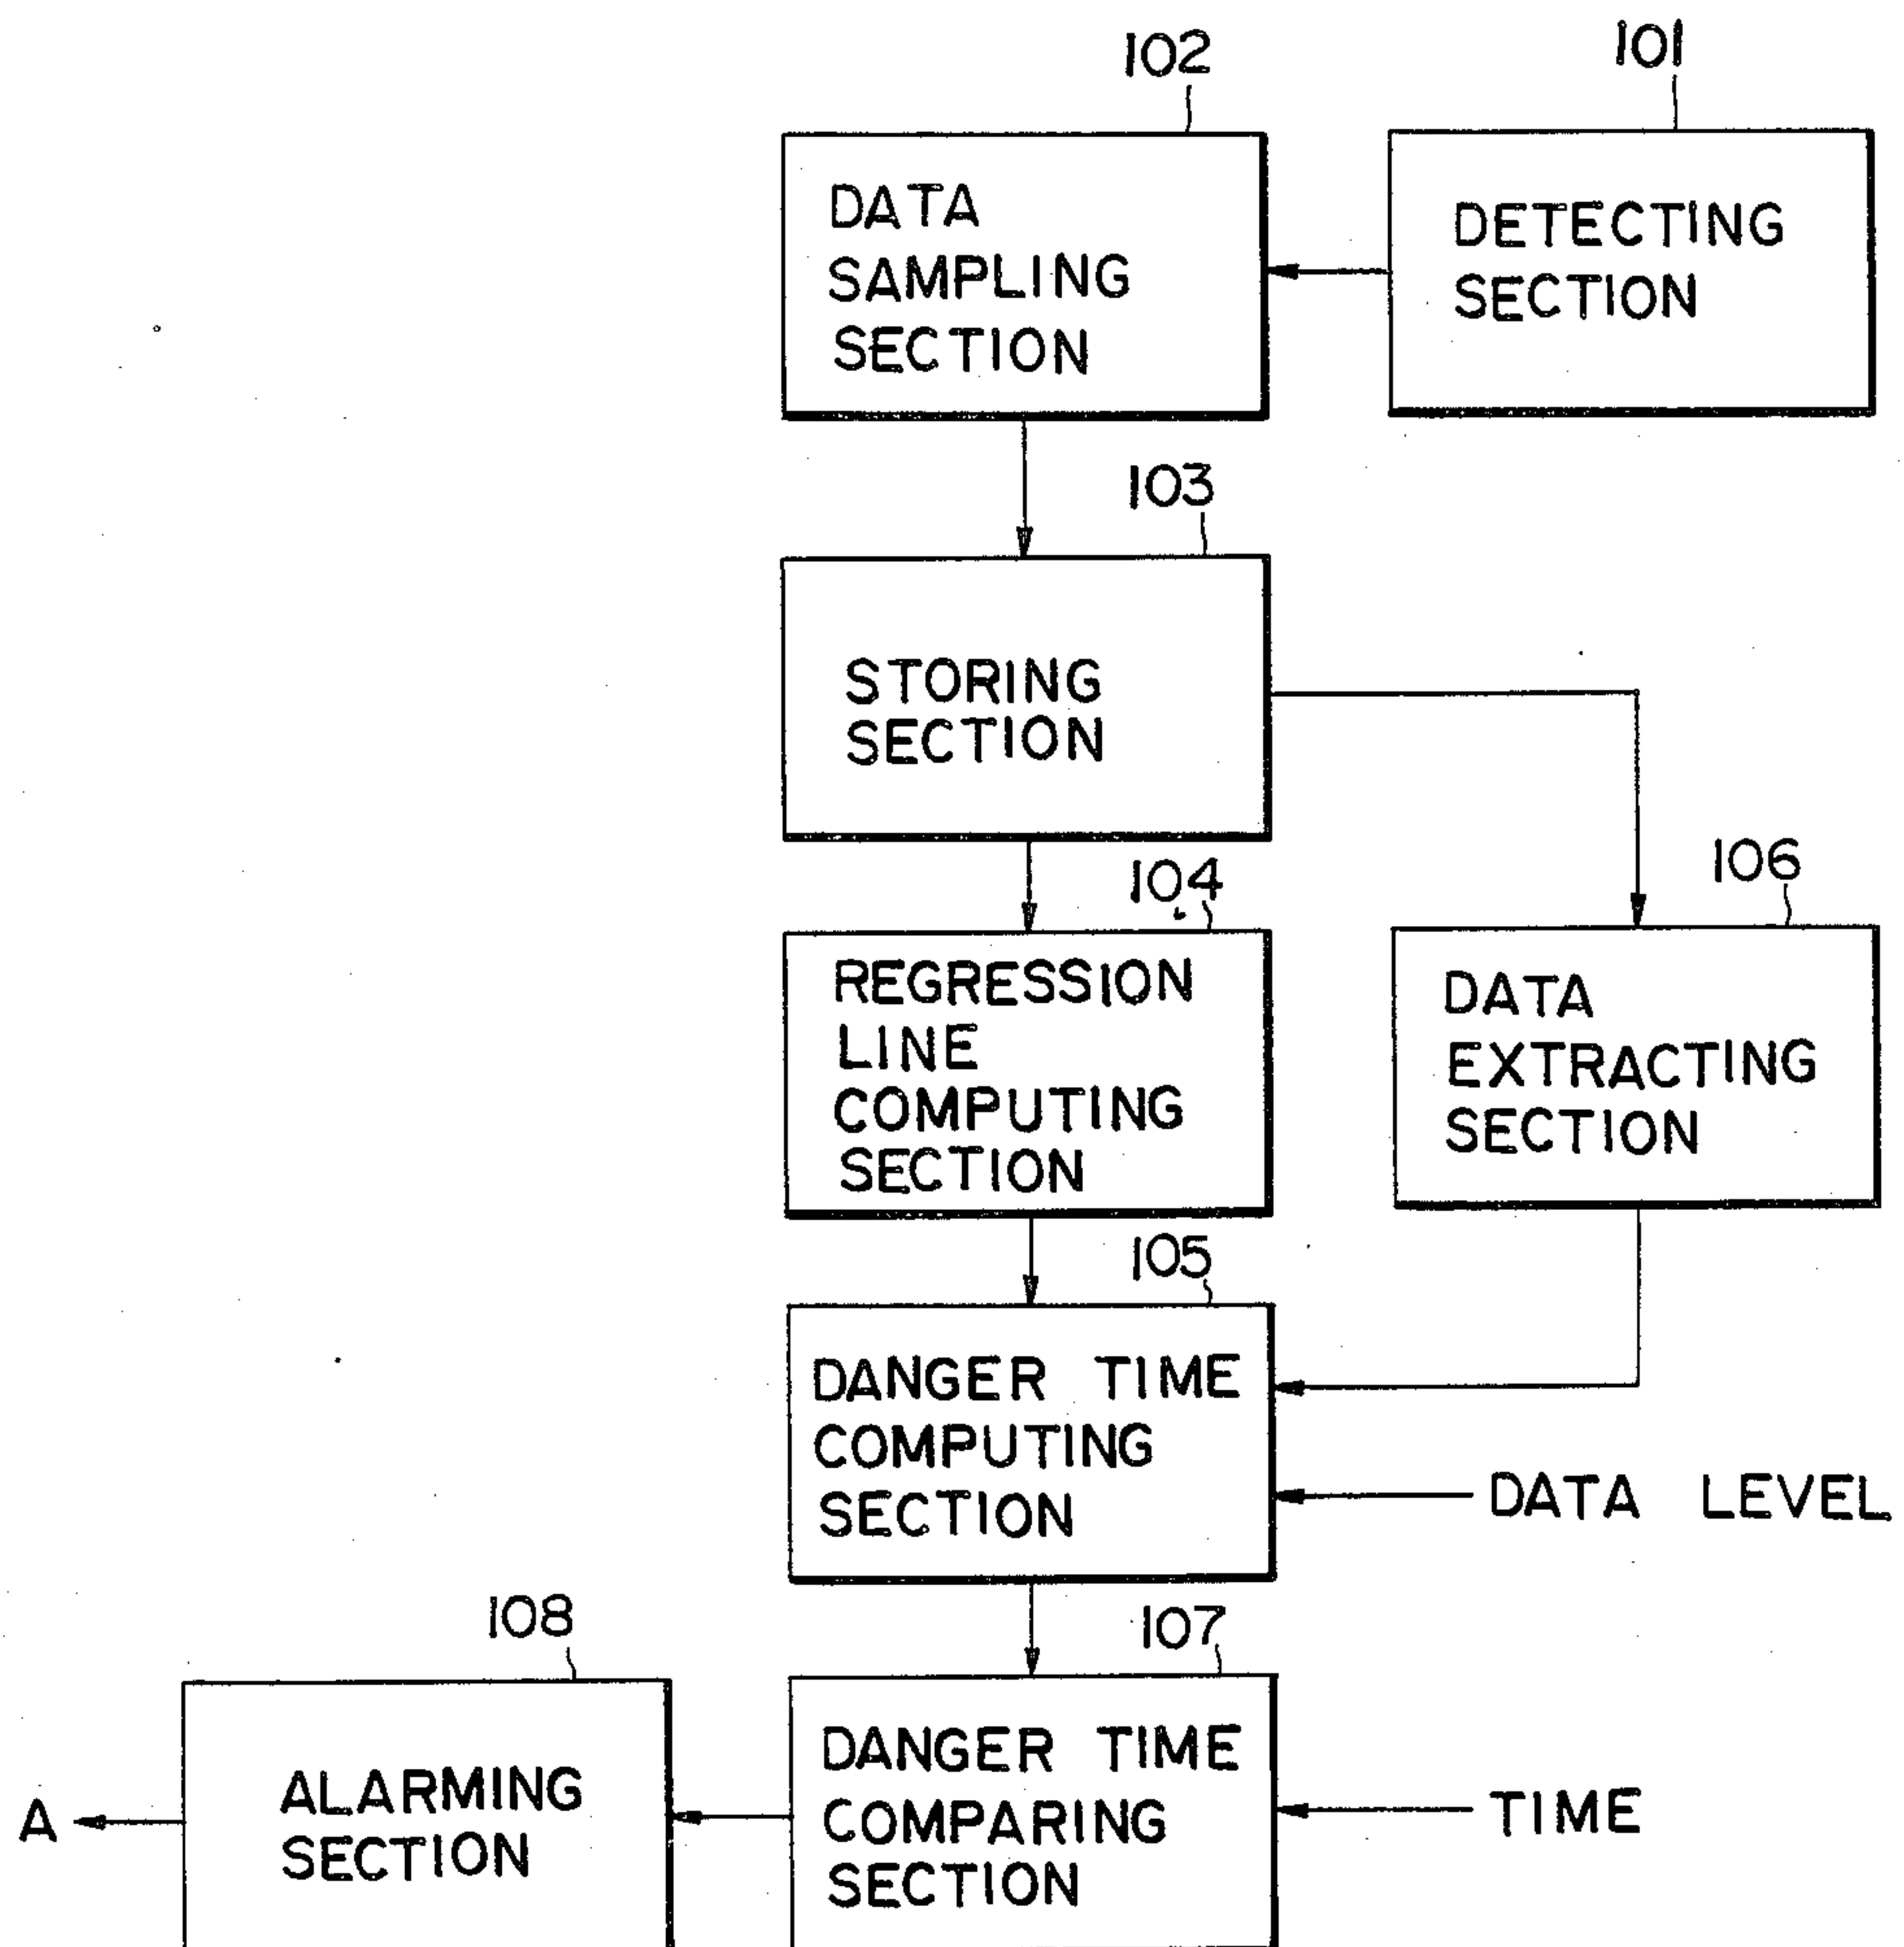 102
101
DATA
SAMPLING
SECTION
DETECTING
SECTION
103
STORING
SECTION
104
106
REGRESSION
LINE
COMPUTING
SECTION
DATA
EXTRACTING
SECTION
105
DANGER TIME
COMPUTING
SECTION
DATA LEVEL
108
107
ALARMING
SECTION
DANGER TIME
COMPARING
SECTION
A
TIME